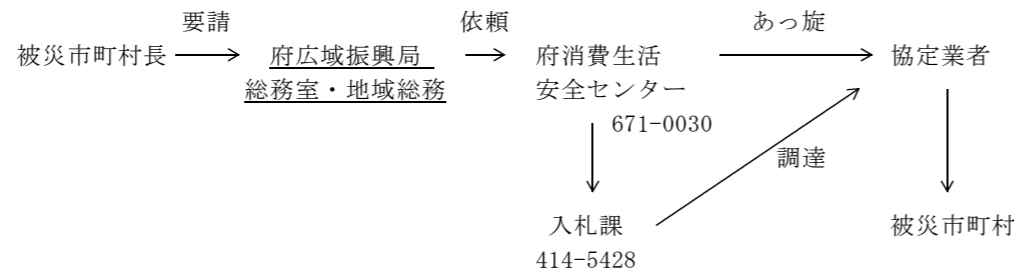 要請 依頼 あっ旋
被災市町村長 府広域振興局 府消費生活 協定業者
総務室・地域総務 安全センター
671-0030
調達
入札課 被災市町村
414-5428